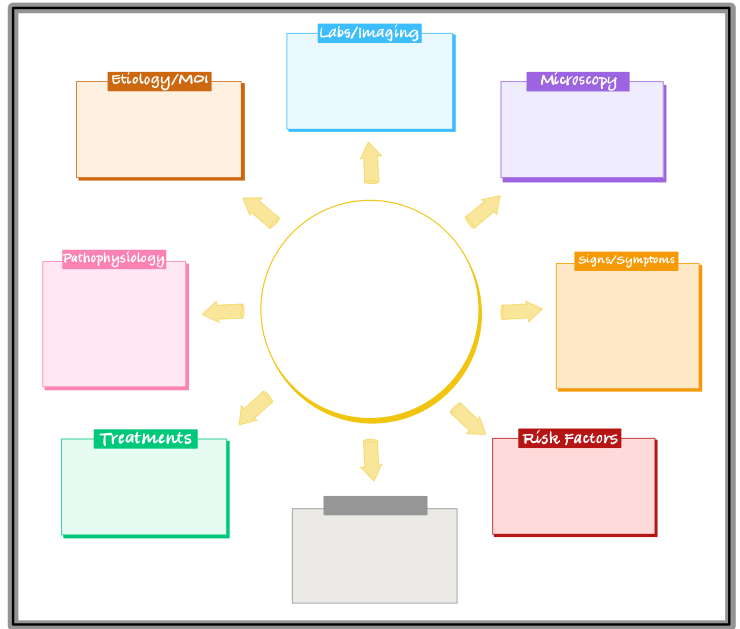 Labs/Imaging
Etiology/MOI
Microscopy
Pathophysiology
Signs/Symptoms
Treatments
Risk Factors